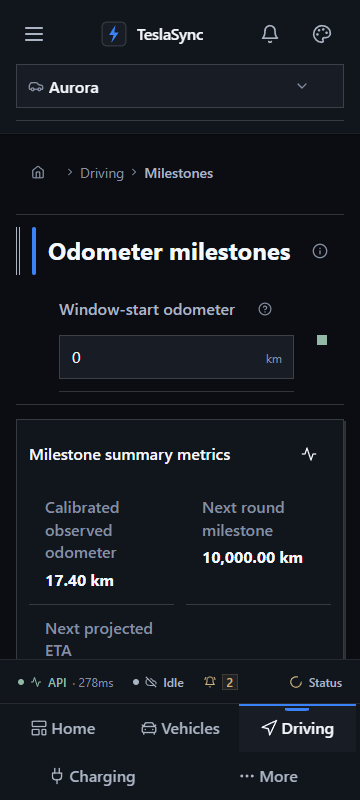 TeslaSync
Aurora
Driving
Milestones
Odometer milestones
Window-start odometer
0
km
Milestone summary metrics
Calibrated
observed
odometer
17.40 km
Next round
milestone
10,000.00 km
Next projected
ETA
API · 278ms
Idle
2
Status
Home
Vehicles
Driving
Charging
More